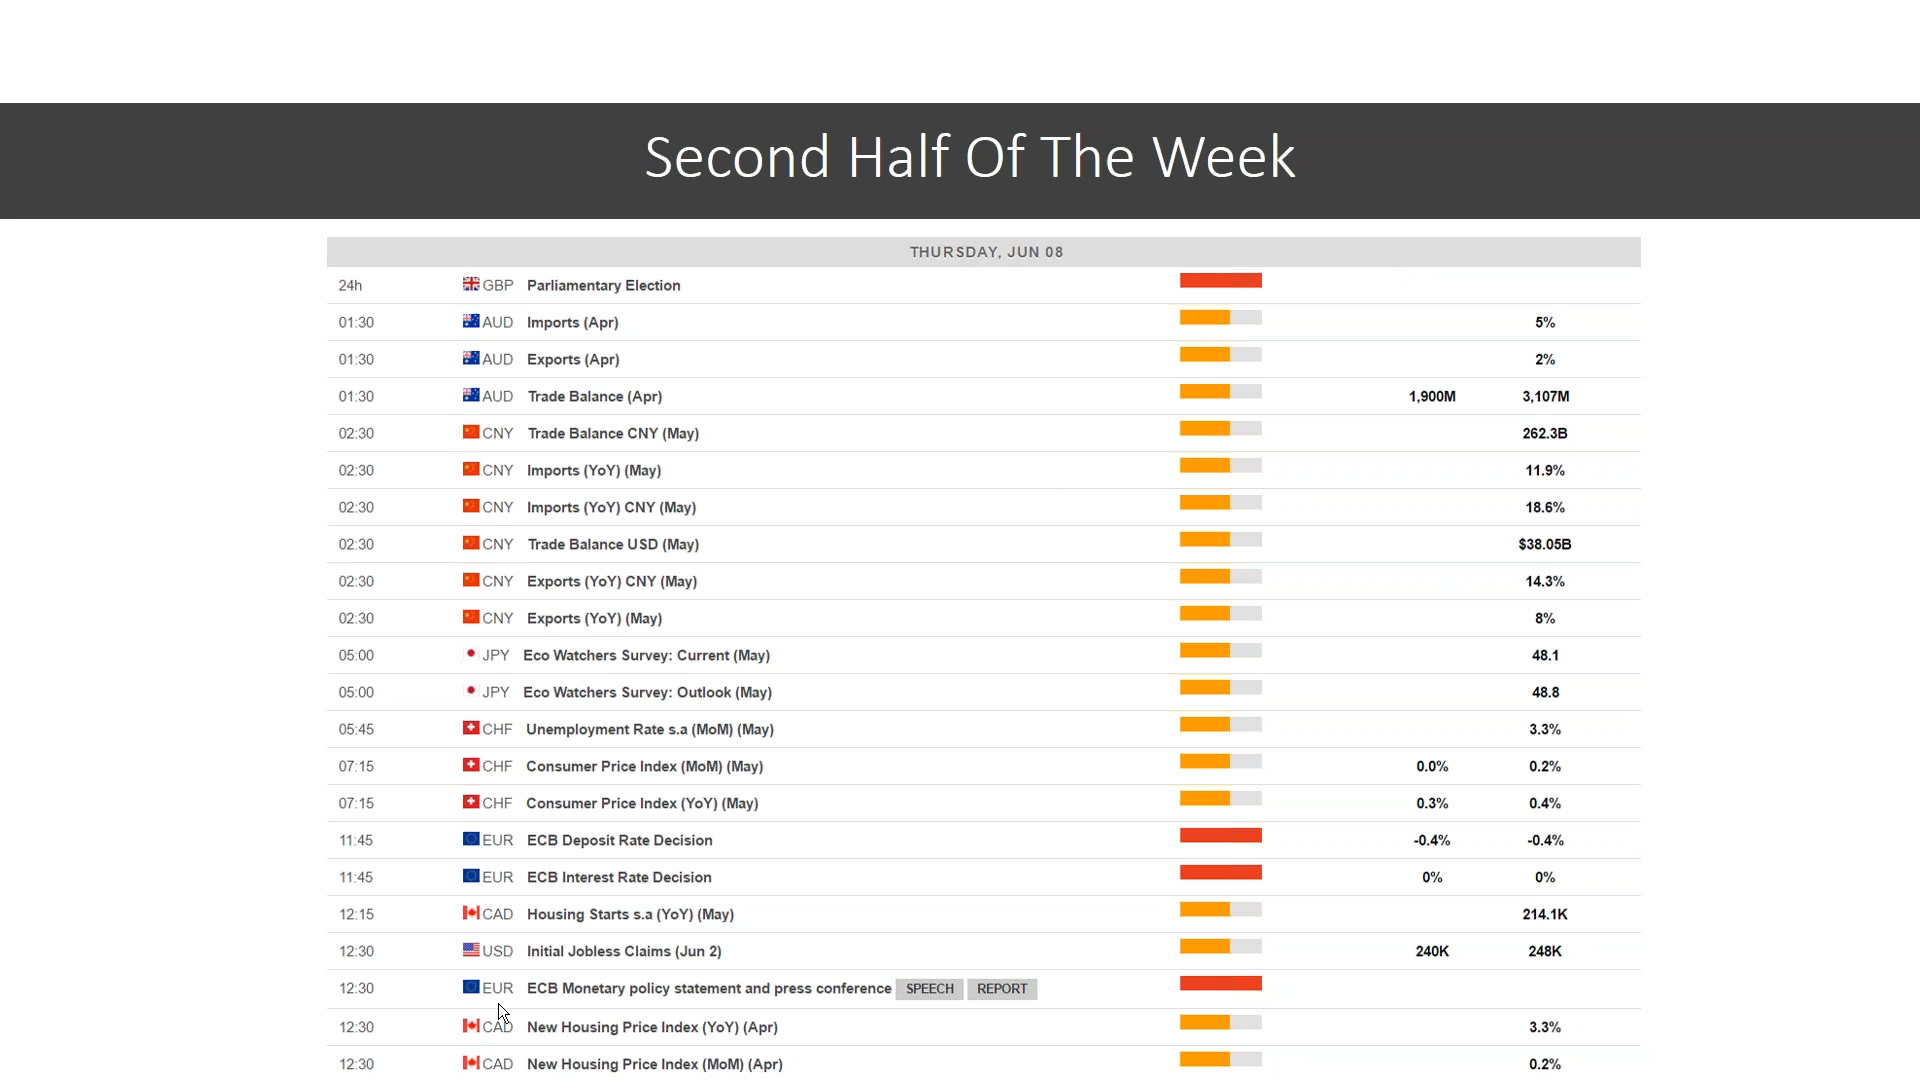 Second Half Of The Week
THURSDAY, JUN 08
24h GBP Parliamentary Election
01:30 AUD Imports (Apr) 5%
01:30 AUD Exports (Apr) 2%
01:30 AUD Trade Balance (Apr) 1,900M 3,107M
02:30 CNY Trade Balance CNY (May) 262.3B
02:30 CNY Imports (YoY) (May) 11.9%
02:30 CNY Imports (YoY) CNY (May) 18.6%
02:30 CNY Trade Balance USD (May) $38.05B
02:30 CNY Exports (YoY) CNY (May) 14.3%
02:30 CNY Exports (YoY) (May) 8%
05:00 JPY Eco Watchers Survey: Current (May) 48.1
05:00 JPY Eco Watchers Survey: Outlook (May) 48.8
05:45 CHF Unemployment Rate s.a (MoM) (May) 3.3%
07:15 CHF Consumer Price Index (MoM) (May) 0.0% 0.2%
07:15 CHF Consumer Price Index (YoY) (May) 0.3% 0.4%
11:45 EUR ECB Deposit Rate Decision -0.4% -0.4%
11:45 EUR ECB Interest Rate Decision 0% 0%
12:15 CAD Housing Starts s.a (YoY) (May) 214.1K
12:30 USD Initial Jobless Claims (Jun 2) 240K 248K
12:30 EUR ECB Monetary policy statement and press conference SPEECH REPORT
12:30 CAD New Housing Price Index (YoY) (Apr) 3.3%
12:30 CAD New Housing Price Index (MoM) (Apr) 0.2%